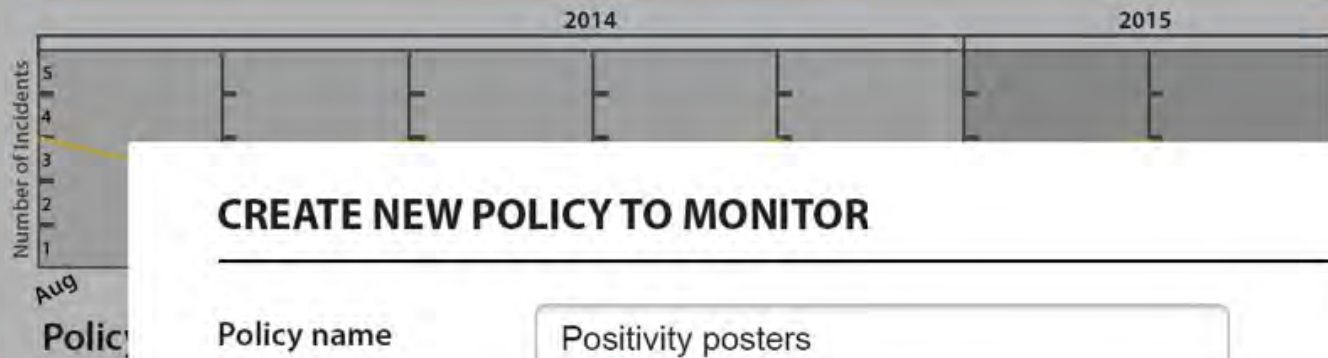 2014 2015
Number of Incidents
5
4
3
2
1
Aug
CREATE NEW POLICY TO MONITOR
Policy
Policy name
Positivity posters